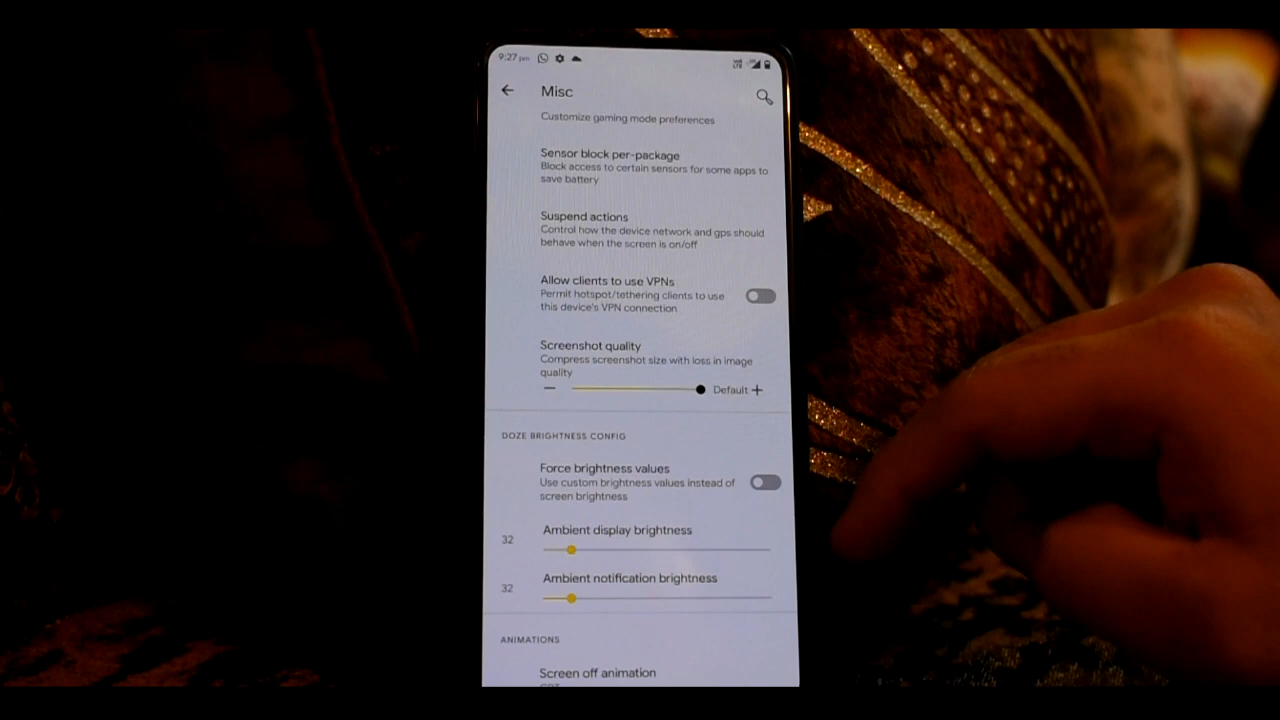 9:27 pm
Misc
Customize gaming mode preferences
Sensor block per-package
Block access to certain sensors for some apps to
save battery
Suspend actions
Control how the device network and gps should
behave when the screen is on/off
Allow clients to use VPNs
Permit hotspot/tethering clients to use
this device's VPN connection
Screenshot quality
Compress screenshot size with loss in image
quality
Default
DOZE BRIGHTNESS CONFIG
Force brightness values
Use custom brightness values instead of
screen brightness
Ambient display brightness
32
Ambient notification brightness
32
ANIMATIONS
Screen off animation